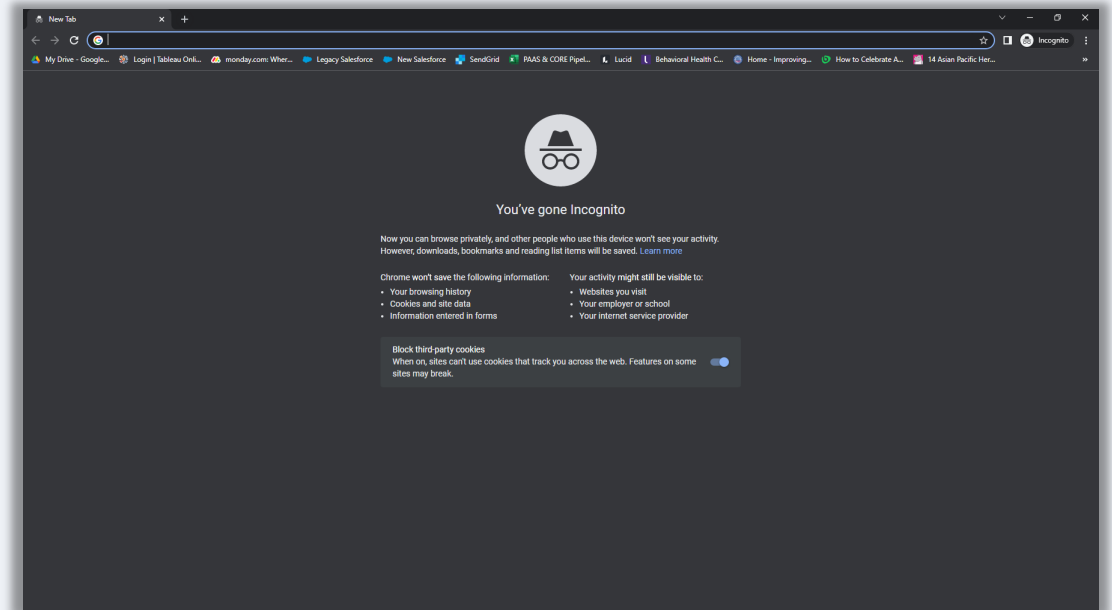 New Tab
Incognito
My Drive - Google... Login | Tableau Onli... monday.com: Wher... Legacy Salesforce New Salesforce SendGrid PAAS & CORE Pipel... Lucid Behavioral Health C... Home - Improving... How to Celebrate A... 14 Asian Pacific Her... »
You've gone Incognito
Now you can browse privately, and other people who use this device won't see your activity.
However, downloads, bookmarks and reading list items will be saved. Learn more
Chrome won't save the following information:
• Your browsing history
• Cookies and site data
• Information entered in forms
Your activity might still be visible to:
• Websites you visit
• Your employer or school
• Your internet service provider
Block third-party cookies
When on, sites can't use cookies that track you across the web. Features on some
sites may break.